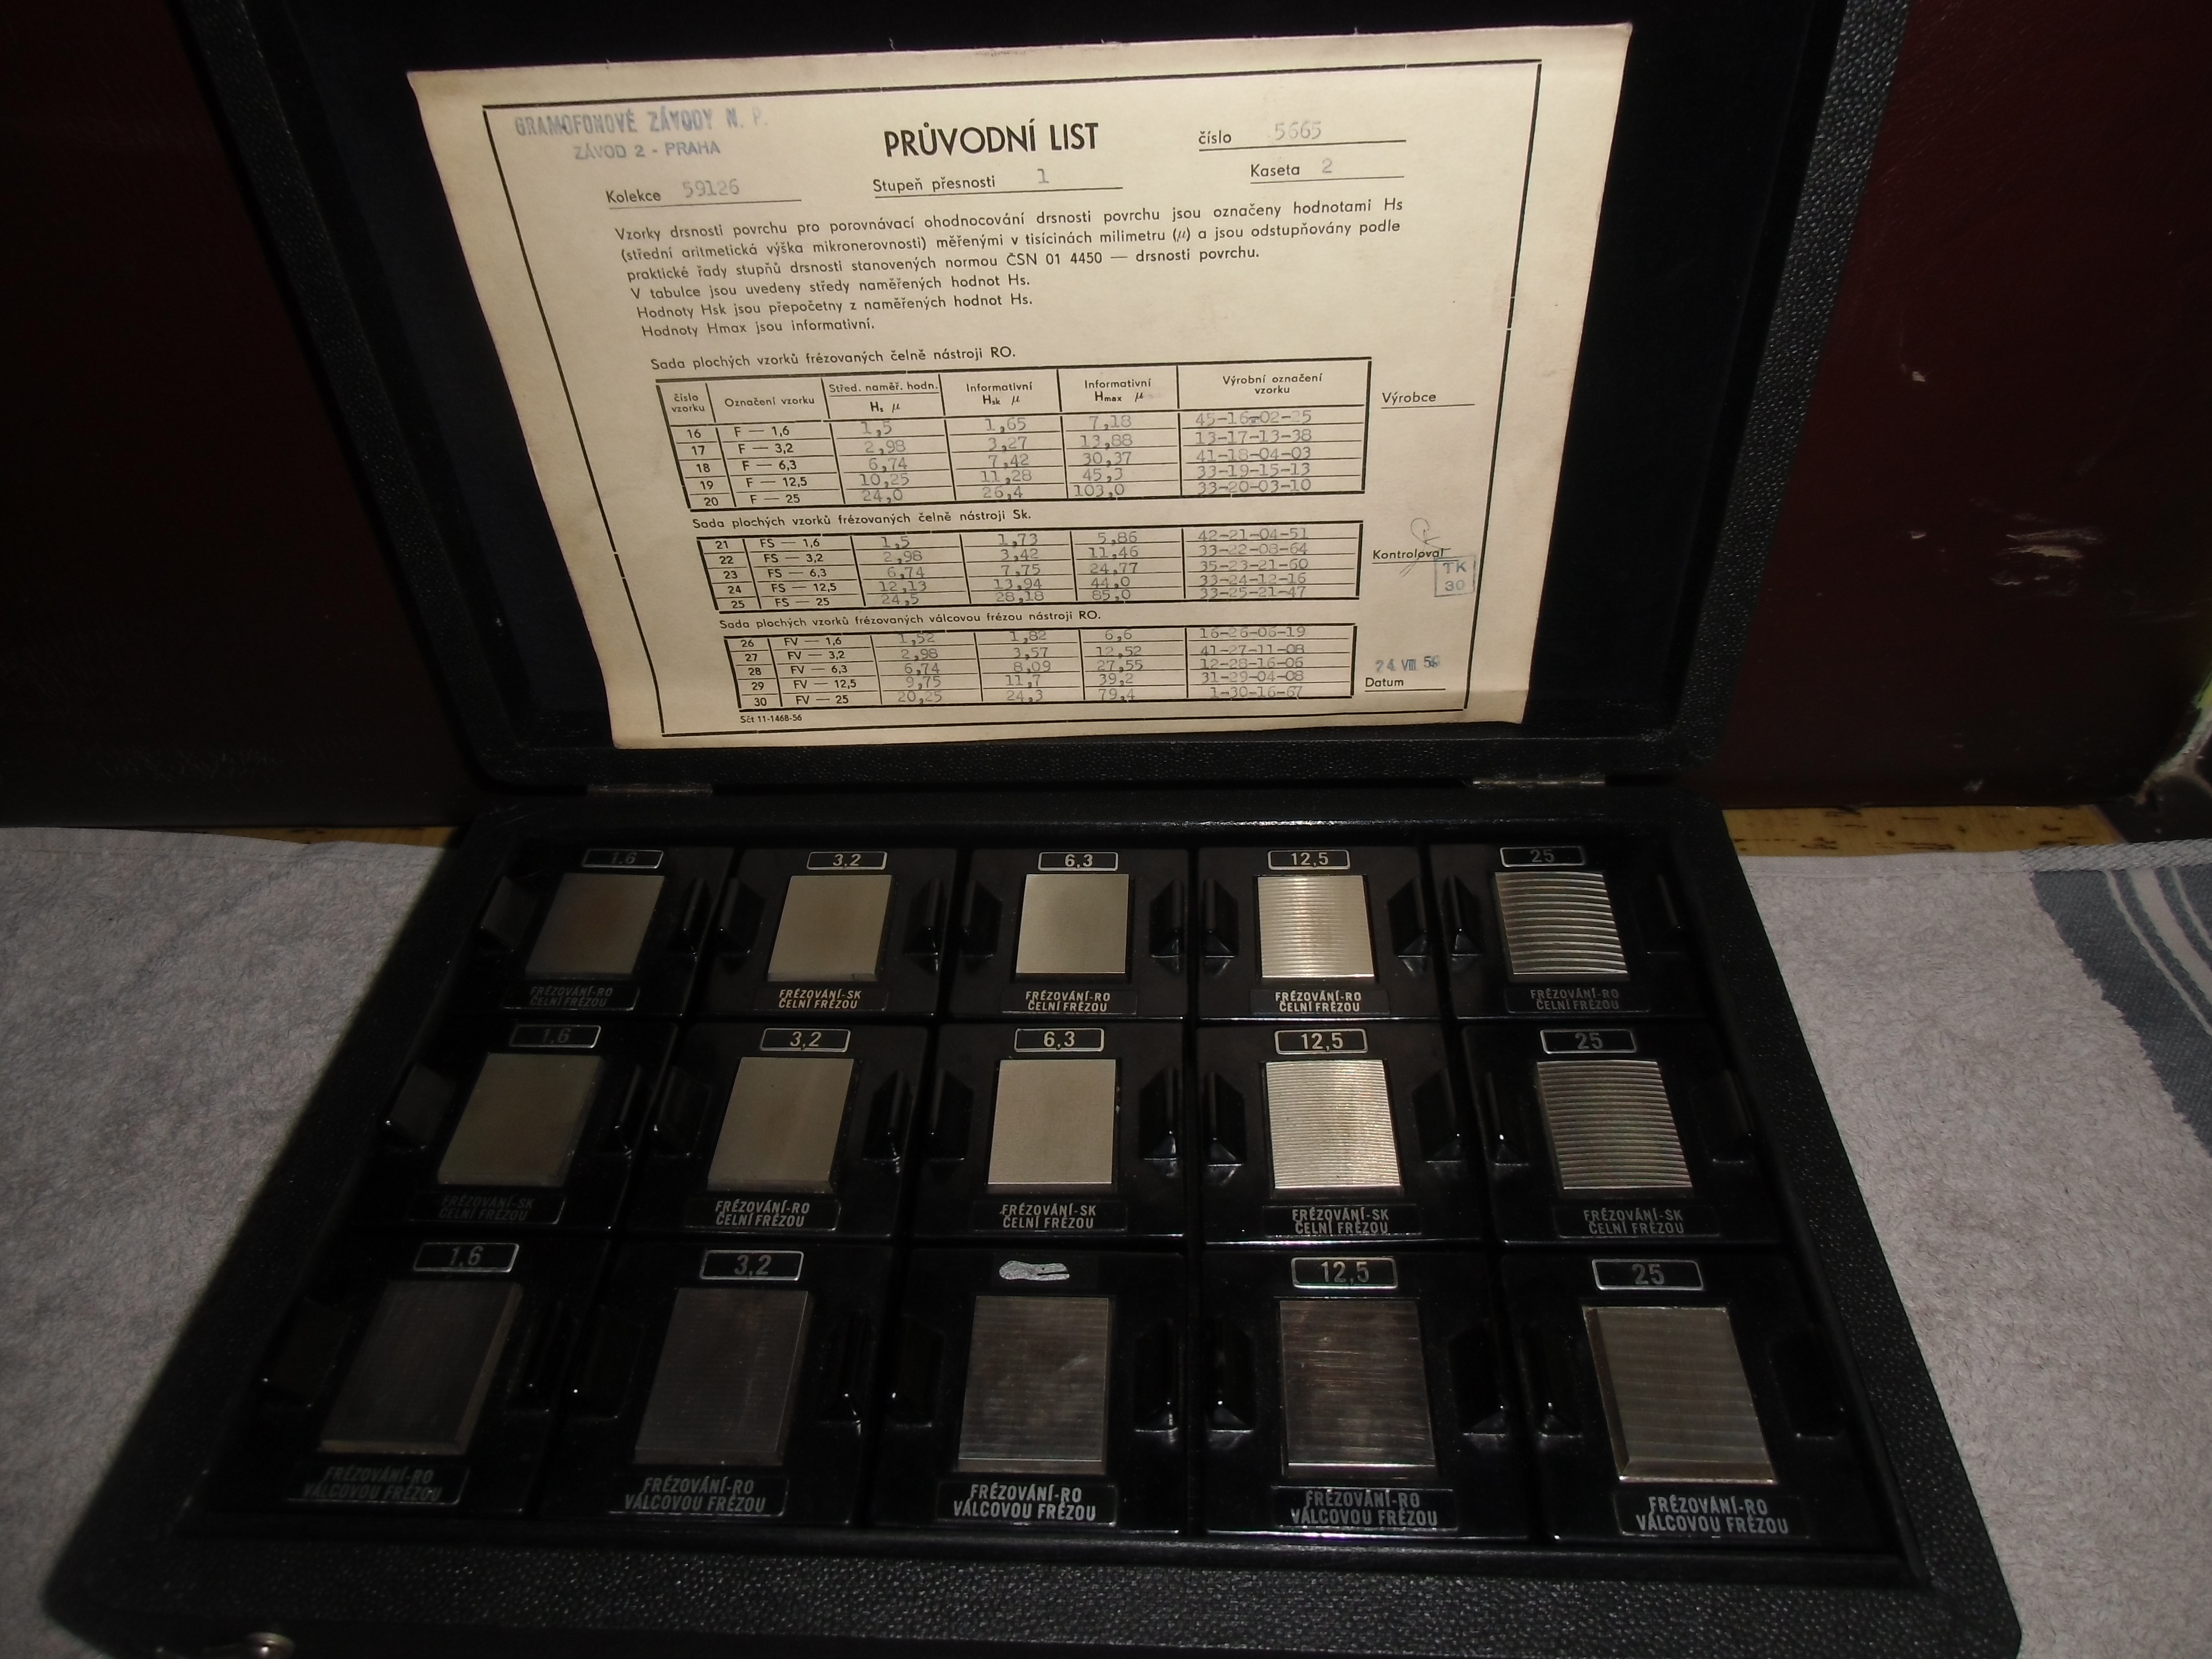 GRAMOFONOVÉ ZÁVODY N. P.
ZÁVOD 2 - PRAHA
PRŮVODNÍ LIST
číslo 5665
Kolekce 59126
Stupeň přesnosti 1
Kaseta 2
Vzorky drsnosti povrchu pro porovnávací ohodnocování drsnosti povrchu jsou označeny hodnotami Hs
(střední aritmetická výška mikronerovnosti) měřenými v tisícinách milimetru (μ) a jsou odstupňovány podle
praktické řady stupňů drsnosti stanovených normou ČSN 01 4450 — drsnosti povrchu.
V tabulce jsou uvedeny středy naměřených hodnot Hs.
Hodnoty Hsk jsou přepočetny z naměřených hodnot Hs.
Hodnoty Hmax jsou informativní.
Sada plochých vzorků frézovaných čelně nástroji RO.
číslo vzorku Označení vzorku Střed. naměř. hodn. Hs μ Informativní Hsk μ Informativní Hmax μ Výrobní označení vzorku
16 F — 1,6 1,5 1,65 7,18 45-16-02-25
17 F — 3,2 2,98 3,27 13,88 13-17-13-38
18 F — 6,3 6,74 7,42 30,37 41-18-04-03
19 F — 12,5 10,25 11,28 45,3 33-19-15-13
20 F — 25 24,0 26,4 103,0 33-20-03-10
Výrobce
Sada plochých vzorků frézovaných čelně nástroji Sk.
21 FS — 1,6 1,5 1,73 5,86 42-21-04-51
22 FS — 3,2 2,98 3,42 11,46 33-22-08-64
23 FS — 6,3 6,74 7,75 24,77 35-23-21-60
24 FS — 12,5 12,13 13,94 44,0 33-24-12-16
25 FS — 25 24,5 28,18 85,0 33-25-21-47
Kontroloval
TK
30
Sada plochých vzorků frézovaných válcovou frézou nástroji RO.
26 FV — 1,6 1,52 1,82 6,6 16-26-06-19
27 FV — 3,2 2,98 3,57 12,52 41-27-11-08
28 FV — 6,3 6,74 8,09 27,55 12-28-16-06
29 FV — 12,5 9,75 11,7 39,2 31-29-04-08
30 FV — 25 20,25 24,3 79,4 1-30-16-67
24 VIII
Datum
Sčt 11-1468-56
1,6 3,2 6,3 12,5 25
FRÉZOVÁNÍ-RO
ČELNÍ FRÉZOU
FRÉZOVÁNÍ-SK
ČELNÍ FRÉZOU
FRÉZOVÁNÍ-RO
ČELNÍ FRÉZOU
FRÉZOVÁNÍ-RO
ČELNÍ FRÉZOU
FRÉZOVÁNÍ-RO
ČELNÍ FRÉZOU
1,6 3,2 6,3 12,5 25
FRÉZOVÁNÍ-SK
ČELNÍ FRÉZOU
FRÉZOVÁNÍ-RO
ČELNÍ FRÉZOU
FRÉZOVÁNÍ-SK
ČELNÍ FRÉZOU
FRÉZOVÁNÍ-SK
ČELNÍ FRÉZOU
FRÉZOVÁNÍ-SK
ČELNÍ FRÉZOU
1,6 3,2 12,5 25
FRÉZOVÁNÍ-RO
VÁLCOVOU FRÉZOU
FRÉZOVÁNÍ-RO
VÁLCOVOU FRÉZOU
FRÉZOVÁNÍ-RO
VÁLCOVOU FRÉZOU
FRÉZOVÁNÍ-RO
VÁLCOVOU FRÉZOU
FRÉZOVÁNÍ-RO
VÁLCOVOU FRÉZOU